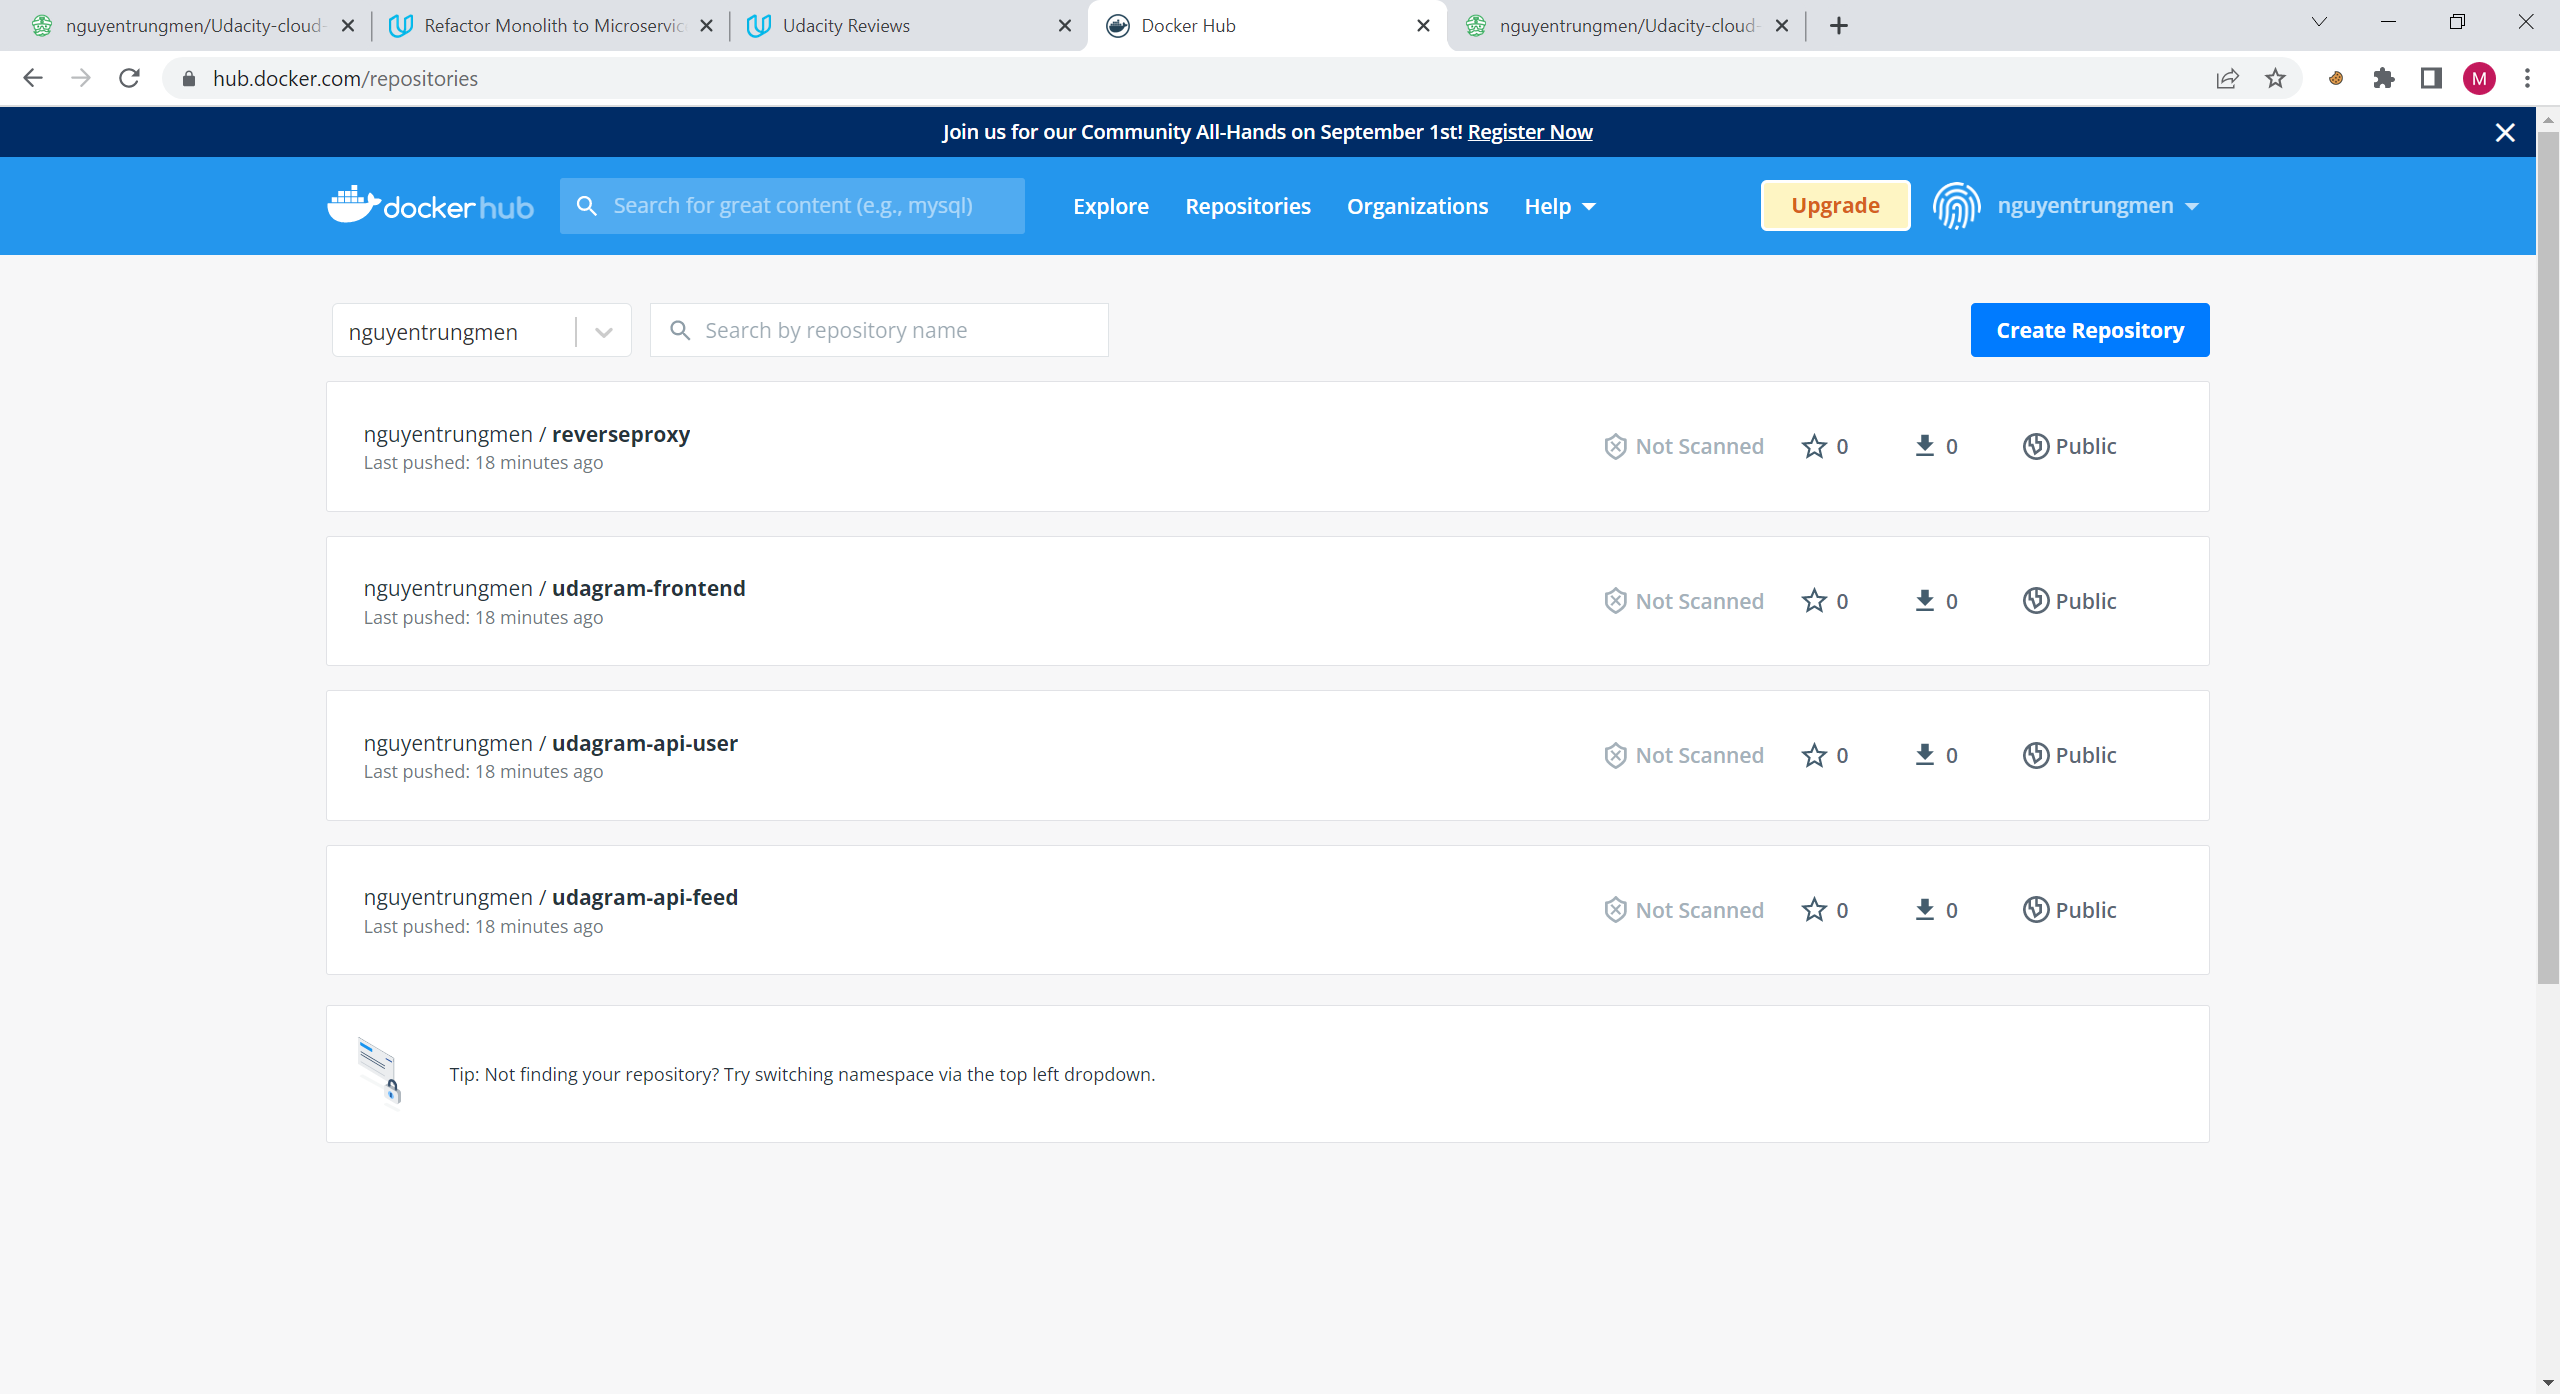 nguyentrungmen/Udacity-cloud-
Refactor Monolith to Microservic
Udacity Reviews
Docker Hub
nguyentrungmen/Udacity-cloud-
hub.docker.com/repositories
M
Join us for our Community All-Hands on September 1st! Register Now
docker hub
Search for great content (e.g., mysql)
Explore
Repositories
Organizations
Help
Upgrade
nguyentrungmen
nguyentrungmen
Search by repository name
Create Repository
nguyentrungmen / reverseproxy
Last pushed: 18 minutes ago
Not Scanned
0
0
Public
nguyentrungmen / udagram-frontend
Last pushed: 18 minutes ago
Not Scanned
0
0
Public
nguyentrungmen / udagram-api-user
Last pushed: 18 minutes ago
Not Scanned
0
0
Public
nguyentrungmen / udagram-api-feed
Last pushed: 18 minutes ago
Not Scanned
0
0
Public
Tip: Not finding your repository? Try switching namespace via the top left dropdown.